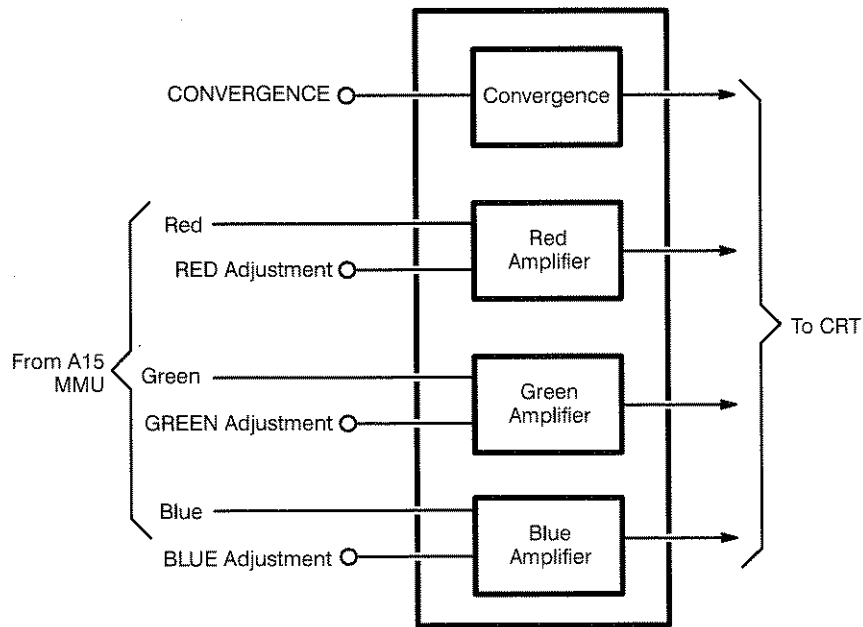 CONVERGENCE
Convergence
Red
RED Adjustment
Red
Amplifier
From A15
MMU
Green
GREEN Adjustment
Green
Amplifier
To CRT
Blue
BLUE Adjustment
Blue
Amplifier